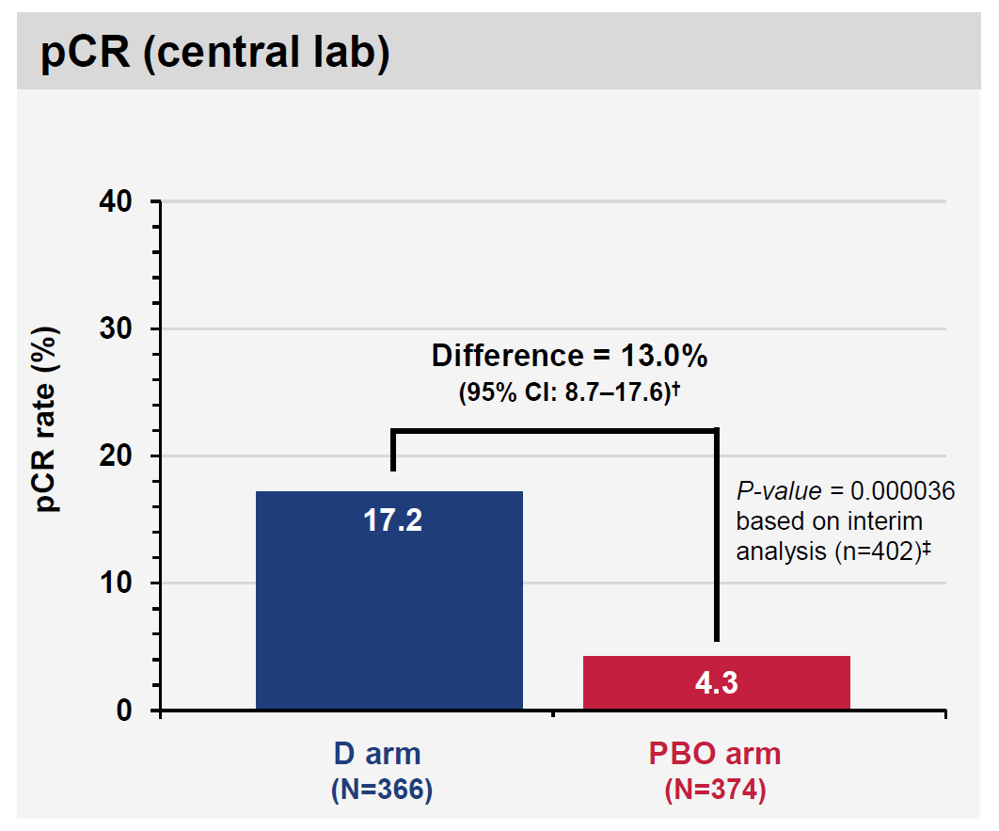 pCR (central lab)
40
30
20
10
0
pCR rate (%)
Difference = 13.0%
(95% CI: 8.7–17.6)†
P-value = 0.000036
based on interim
analysis (n=402)‡
17.2
4.3
D arm
(N=366)
PBO arm
(N=374)